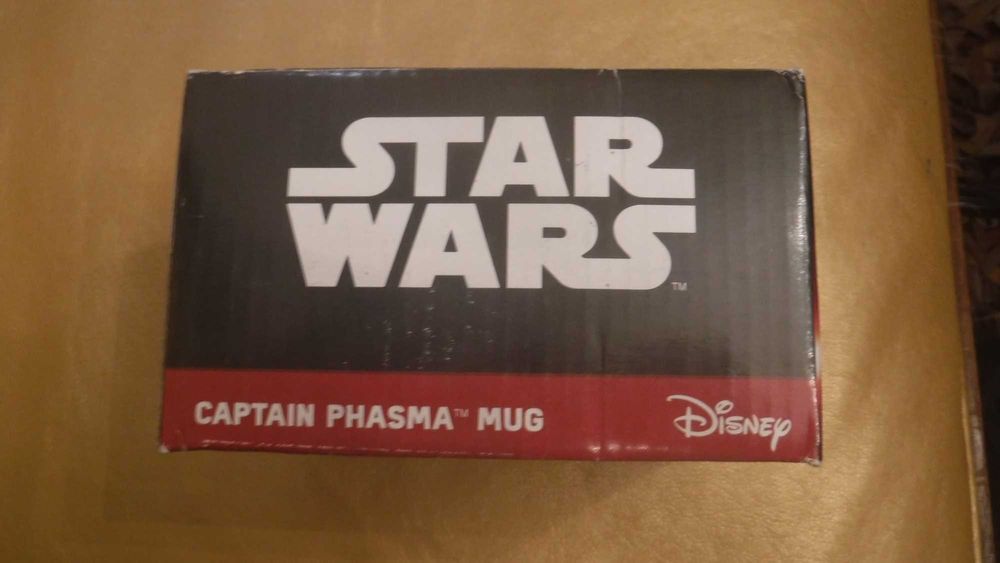 STAR
WARS
TM
CAPTAIN PHASMA™ MUG
Disney